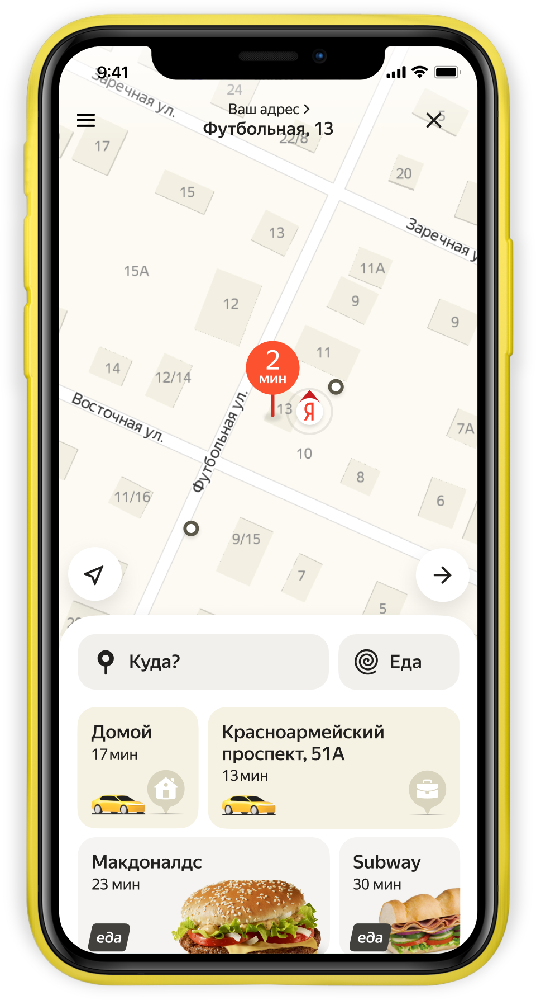 9:41
Заречная ул.
24
Ваш адрес >
Футбольная, 13
22/8
5
17
20
15
13
Заречная у
11А
15А
12
9
9
11
2
мин
14
12/14
13
Я
Восточная ул.
Футбольная ул.
7А
10
8
11/16
6
9/15
7
5
Куда?
Еда
Домой
17 мин
Красноармейский
проспект, 51А
13 мин
Макдоналдс
23 мин
еда
Subway
30 мин
еда